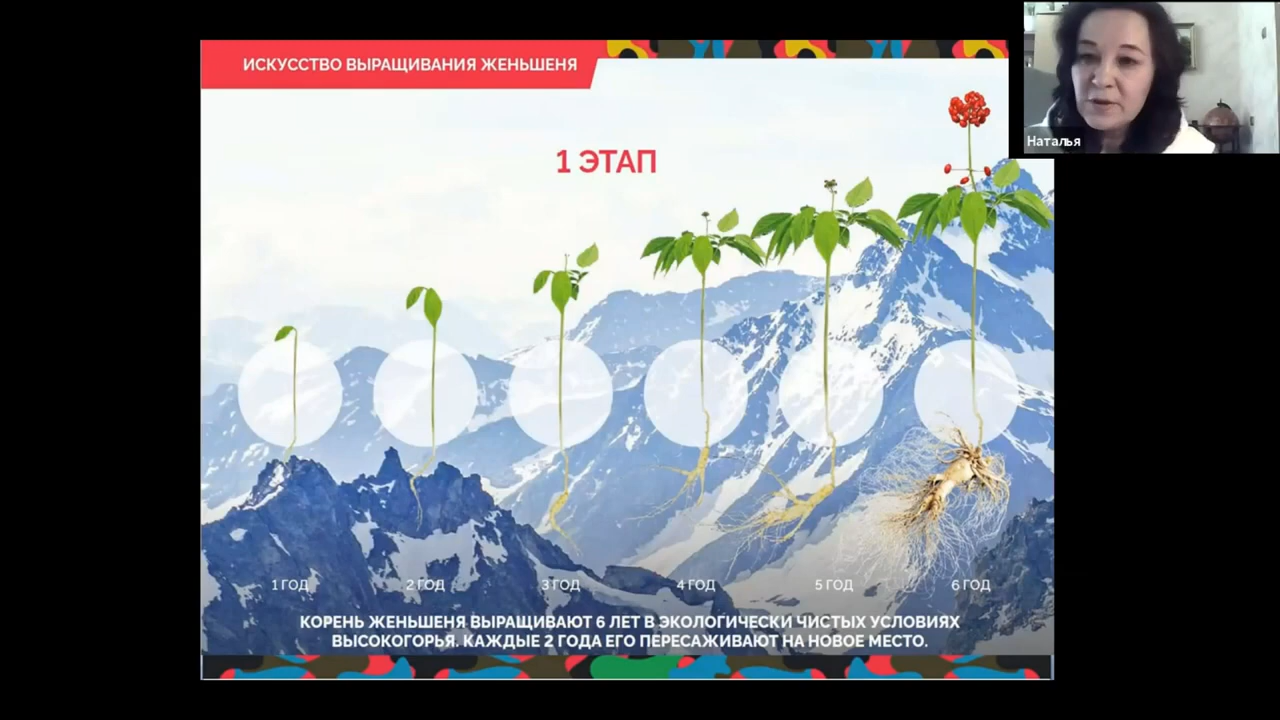 ИСКУССТВО ВЫРАЩИВАНИЯ ЖЕНЬШЕНЯ
Наталья
1 ЭТАП
1 ГОД
2 ГОД
3 ГОД
4 ГОД
5 ГОД
6 ГОД
КОРЕНЬ ЖЕНЬШЕНЯ ВЫРАЩИВАЮТ 6 ЛЕТ В ЭКОЛОГИЧЕСКИ ЧИСТЫХ УСЛОВИЯХ
ВЫСОКОГОРЬЯ. КАЖДЫЕ 2 ГОДА ЕГО ПЕРЕСАЖИВАЮТ НА НОВОЕ МЕСТО.